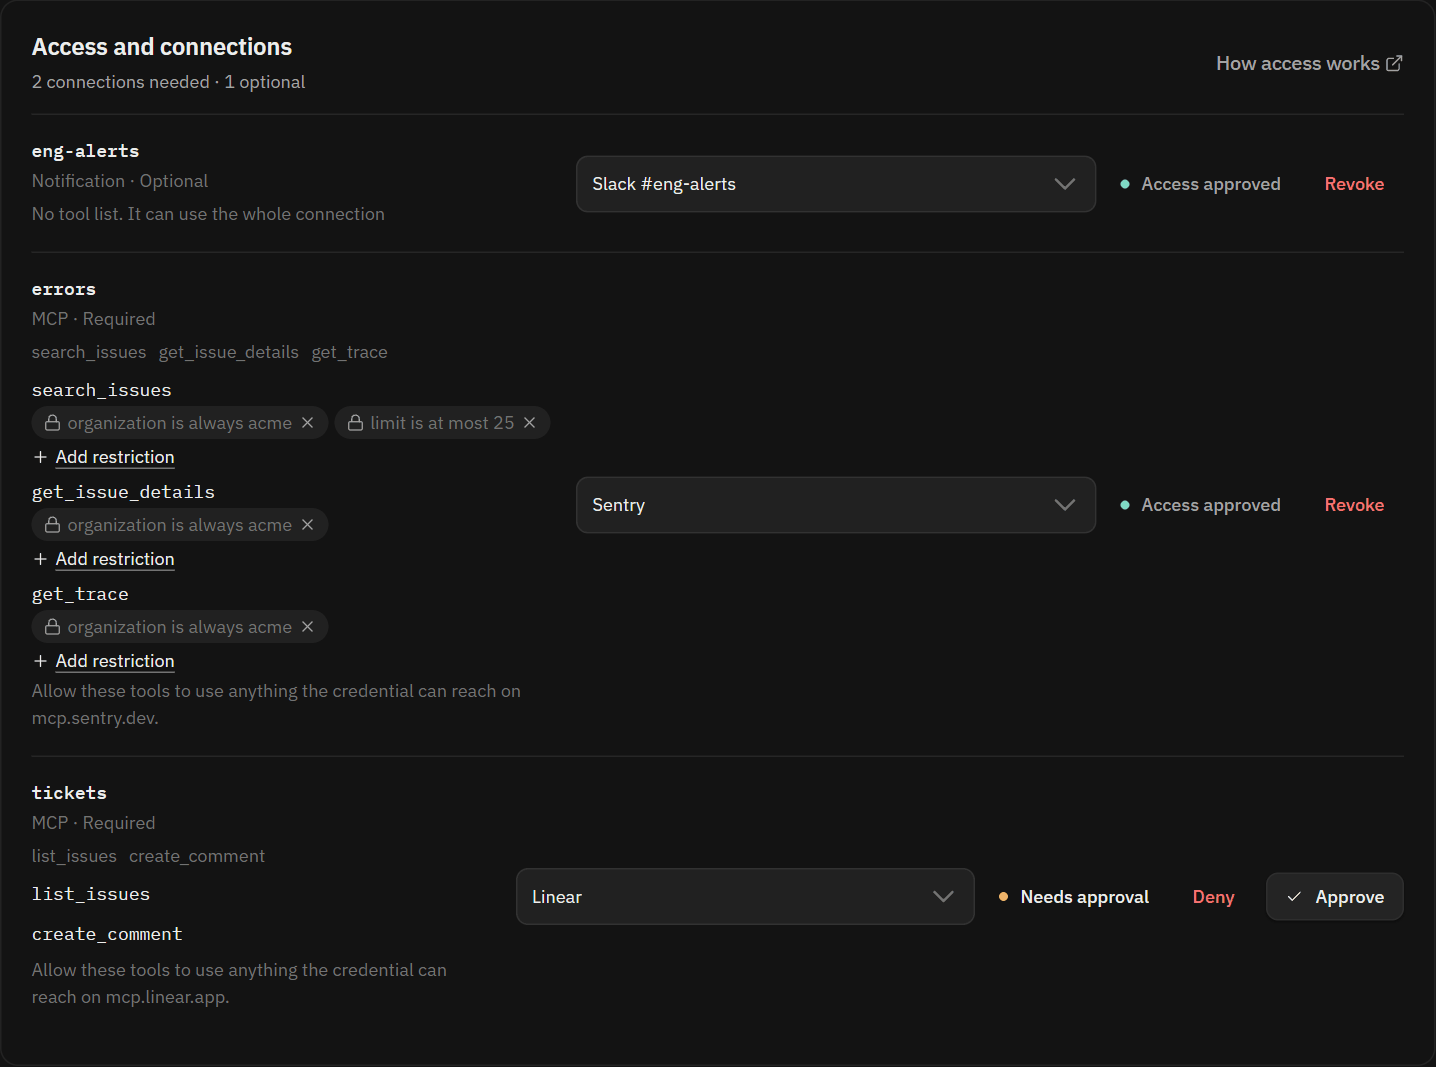 Access and connections
2 connections needed · 1 optional
How access works
eng-alerts
Notification · Optional
No tool list. It can use the whole connection
Slack #eng-alerts
Access approved
Revoke
errors
MCP · Required
search_issues get_issue_details get_trace
search_issues
organization is always acme
limit is at most 25
+ Add restriction
get_issue_details
organization is always acme
+ Add restriction
get_trace
organization is always acme
+ Add restriction
Allow these tools to use anything the credential can reach on
mcp.sentry.dev.
Sentry
Access approved
Revoke
tickets
MCP · Required
list_issues create_comment
list_issues
create_comment
Allow these tools to use anything the credential can
reach on mcp.linear.app.
Linear
Needs approval
Deny
Approve